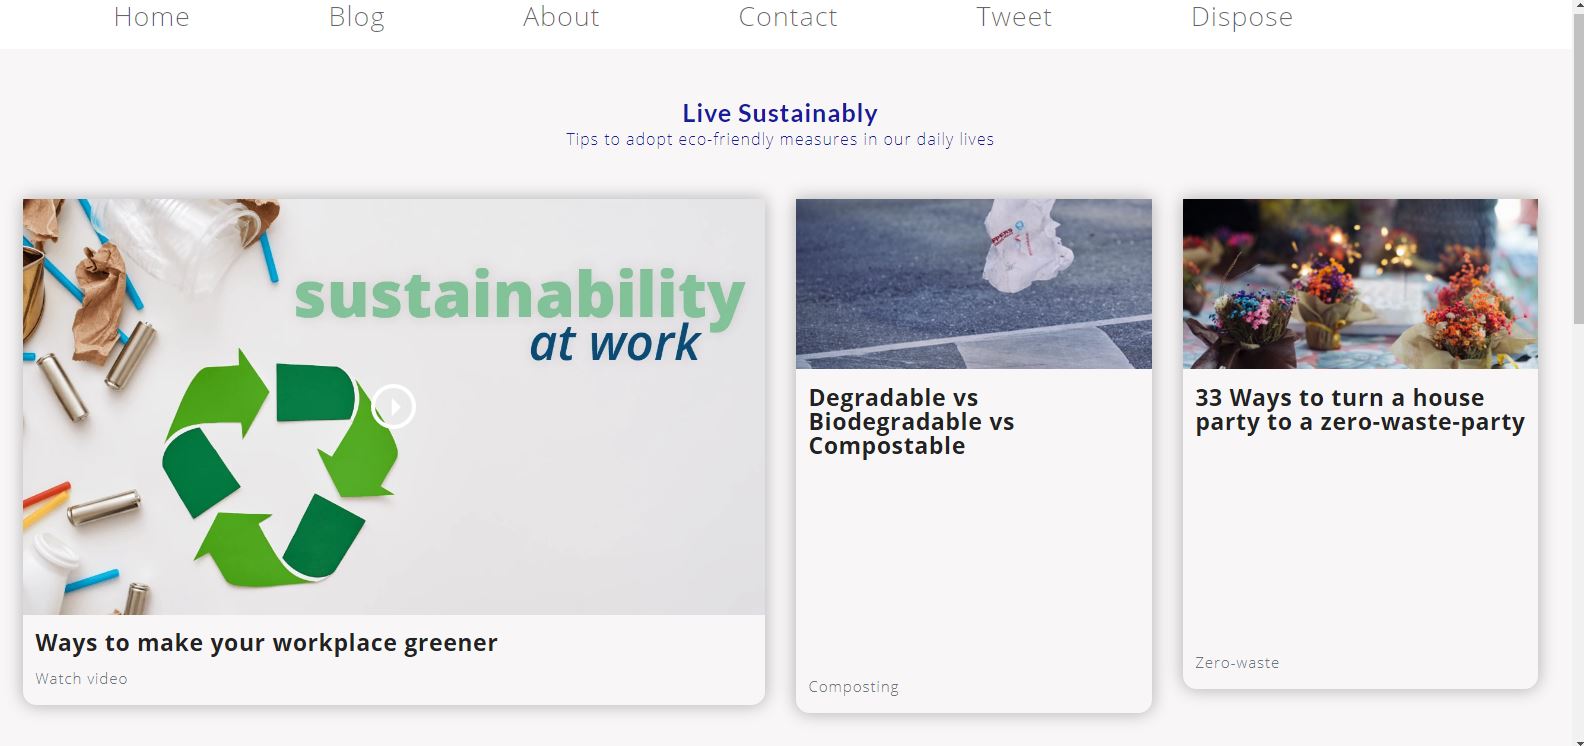 Home Blog About Contact Tweet Dispose
Live Sustainably
Tips to adopt eco-friendly measures in our daily lives
sustainability
at work
Ways to make your workplace greener
Watch video
Degradable vs
Biodegradable vs
Compostable
Composting
33 Ways to turn a house
party to a zero-waste-party
Zero-waste